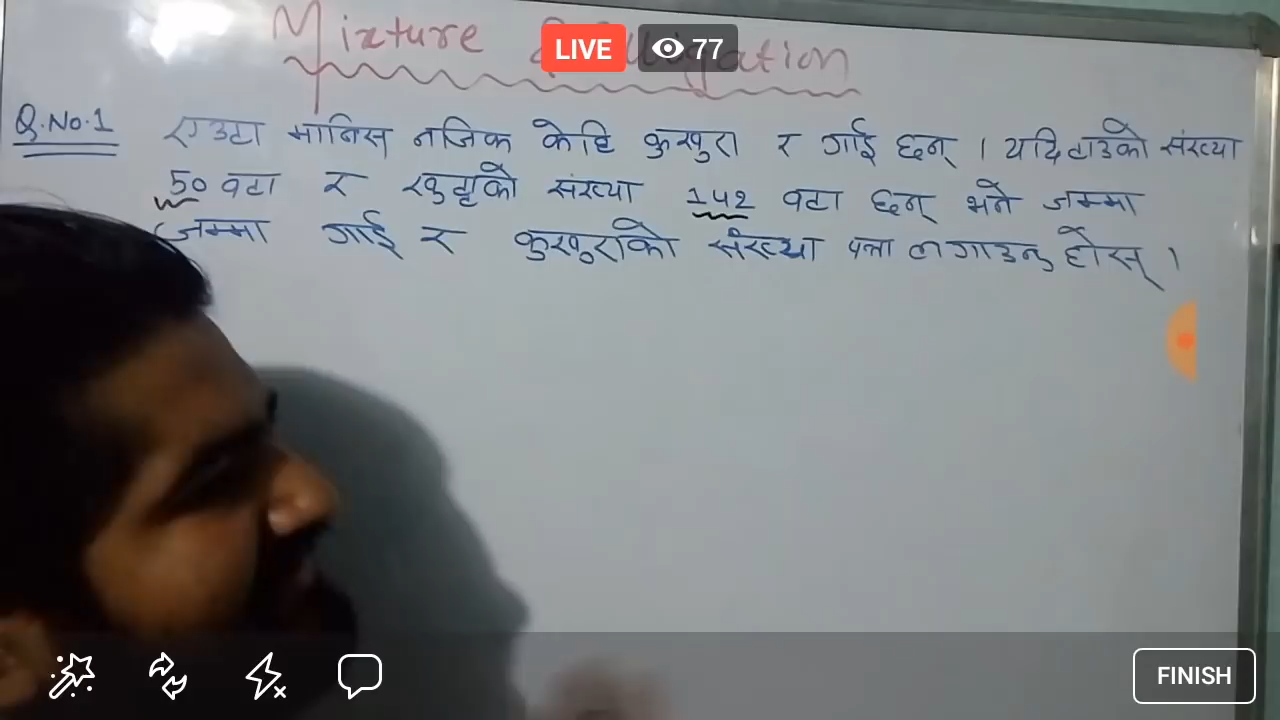 Mixture & Alligation
LIVE 77
Q.No.1 एउटा मानिस नजिक केहि कुखुरा र गाई छन् । यदि टाउको संख्या
50 वटा र खुट्टाको संख्या 142 वटा छन् भने जम्मा
जम्मा गाई र कुखुराको संख्या पत्ता लगाउनु होस् ।
FINISH